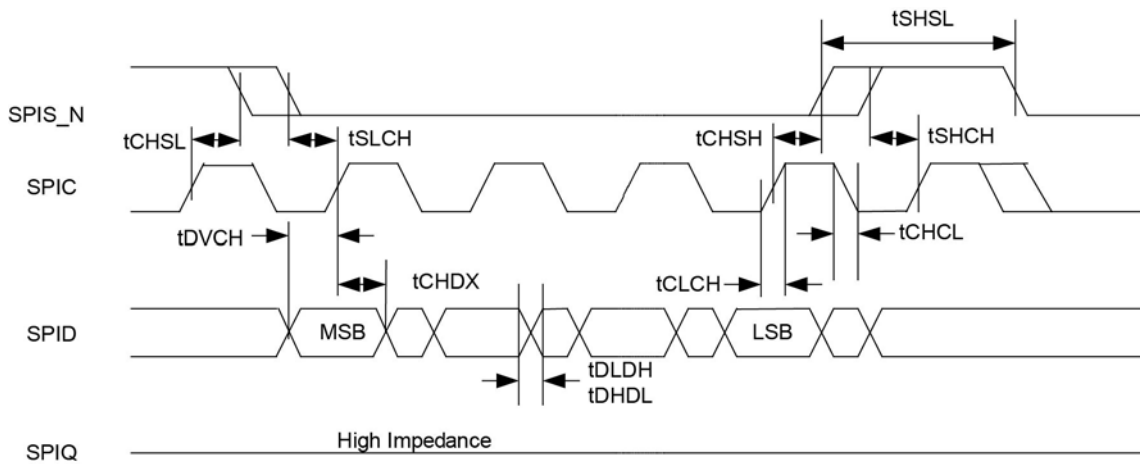 tSHSL
SPIS_N
tCHSL
tSLCH
tCHSH
tSHCH
SPIC
tDVCH
tCHCL
tCHDX
tCLCH
SPID
MSB
LSB
tDLDH
tDHDL
High Impedance
SPIQ